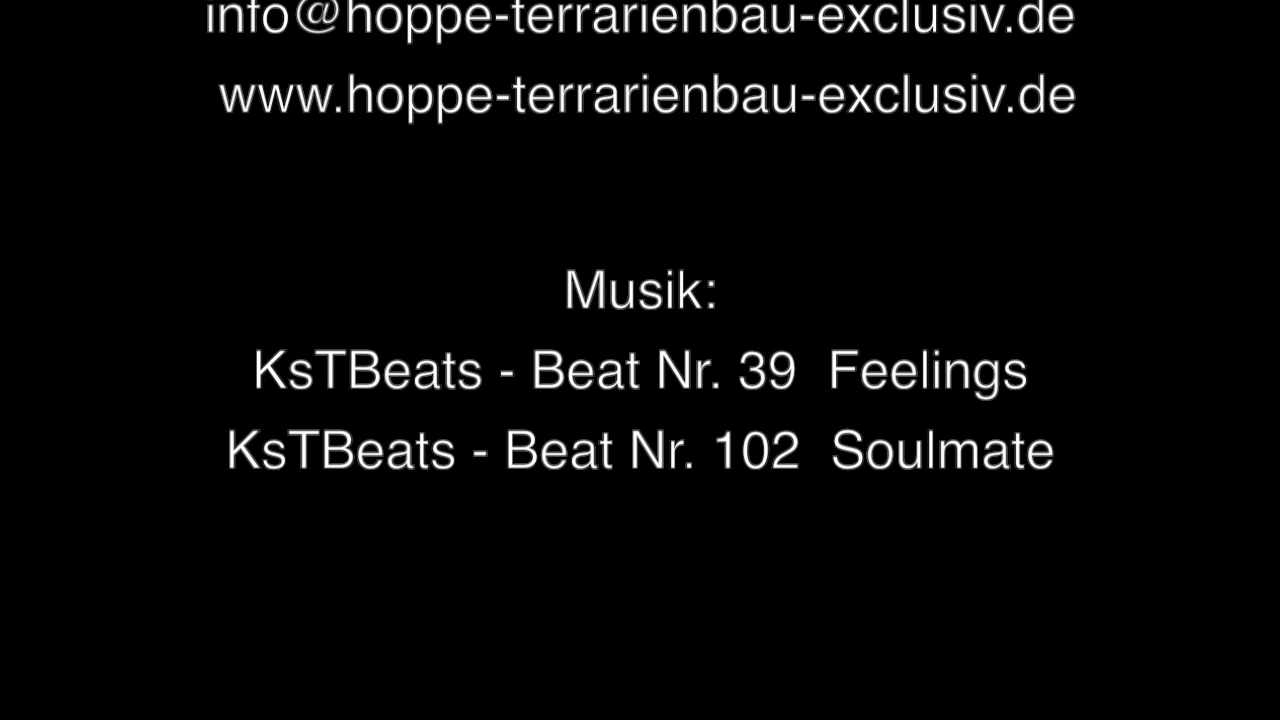 info@hoppe-terrarienbau-exclusiv.de
www.hoppe-terrarienbau-exclusiv.de
Musik:
KsTBeats - Beat Nr. 39  Feelings
KsTBeats - Beat Nr. 102  Soulmate